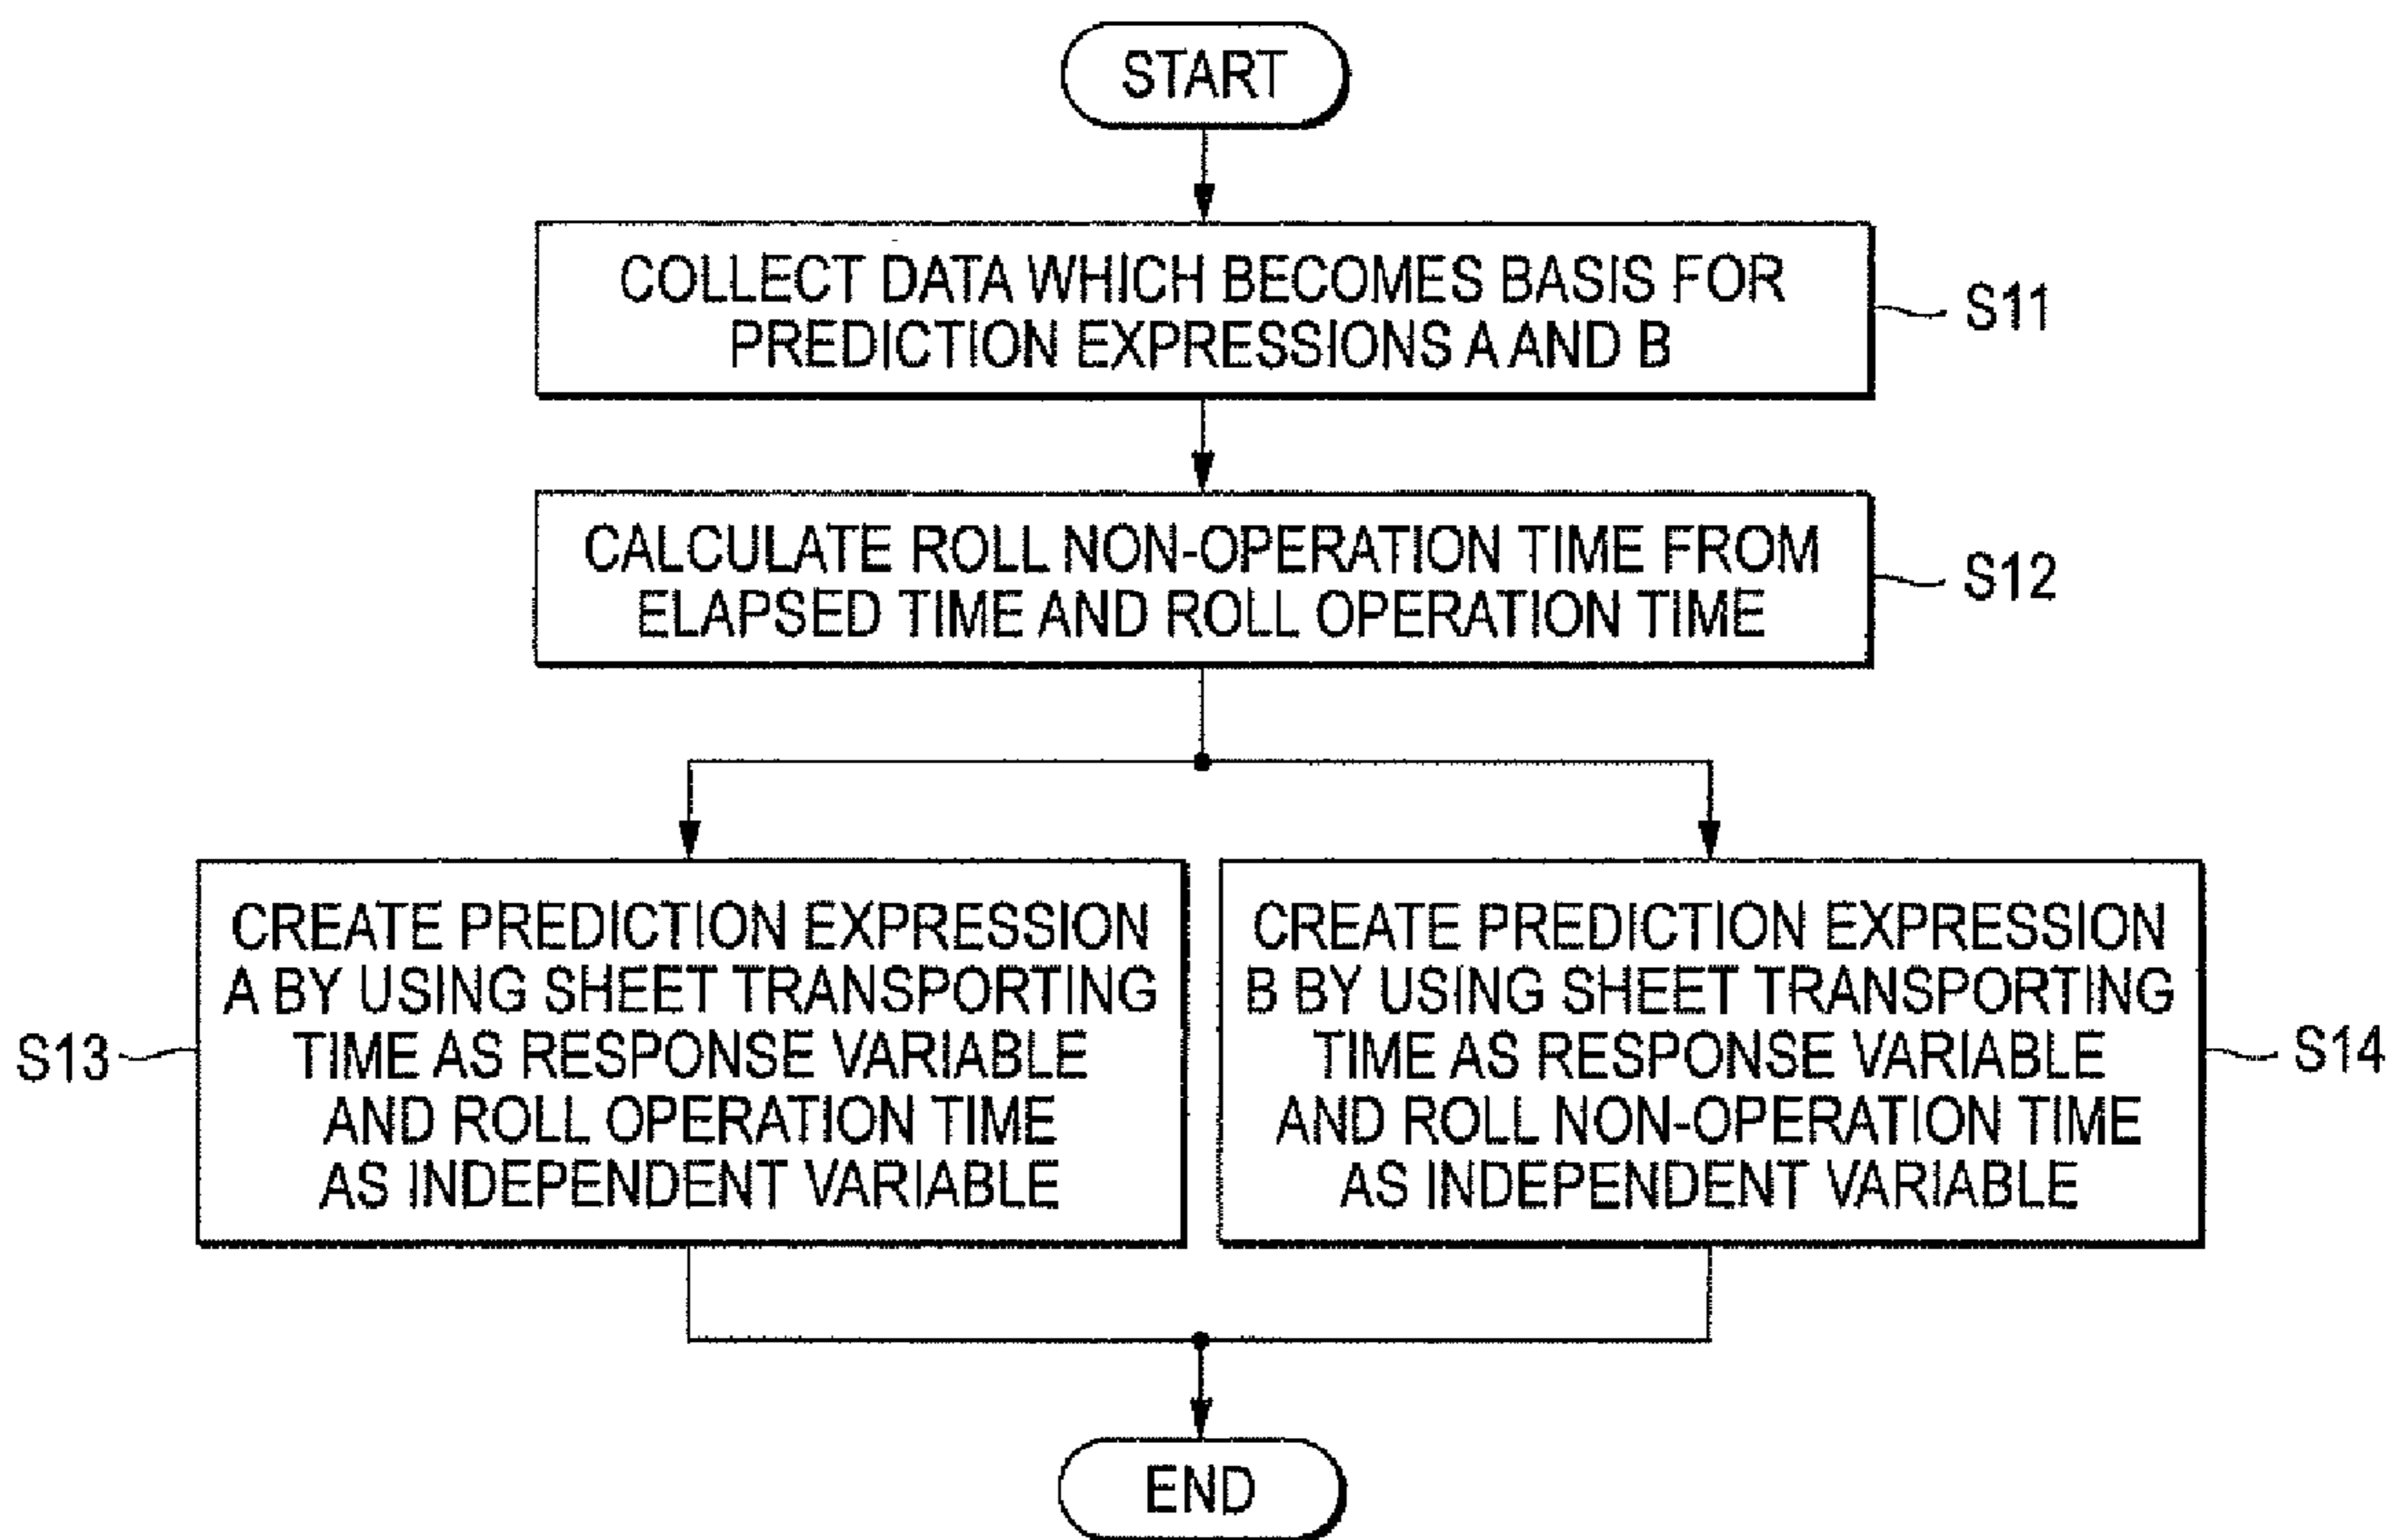 START
COLLECT DATA WHICH BECOMES BASIS FOR
PREDICTION EXPRESSIONS A AND B
S11
CALCULATE ROLL NON-OPERATION TIME FROM
ELAPSED TIME AND ROLL OPERATION TIME
S12
CREATE PREDICTION EXPRESSION
A BY USING SHEET TRANSPORTING
TIME AS RESPONSE VARIABLE
AND ROLL OPERATION TIME
AS INDEPENDENT VARIABLE
S13
CREATE PREDICTION EXPRESSION
B BY USING SHEET TRANSPORTING
TIME AS RESPONSE VARIABLE
AND ROLL NON-OPERATION TIME
AS INDEPENDENT VARIABLE
S14
END